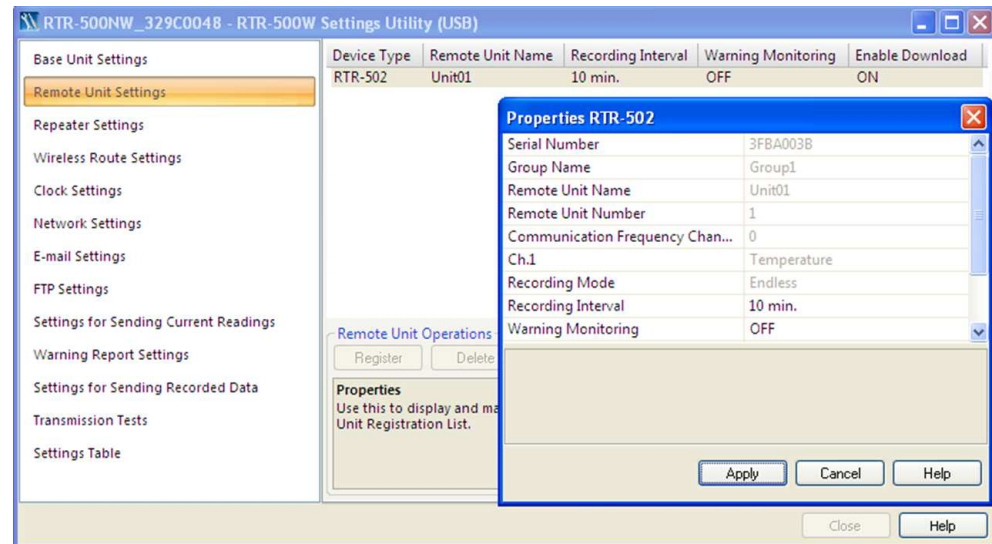 RTR-500NW_329C0048 - RTR-500W Settings Utility (USB)
Base Unit Settings
Remote Unit Settings
Repeater Settings
Wireless Route Settings
Clock Settings
Network Settings
E-mail Settings
FTP Settings
Settings for Sending Current Readings
Warning Report Settings
Settings for Sending Recorded Data
Transmission Tests
Settings Table
Device Type Remote Unit Name Recording Interval Warning Monitoring Enable Download
RTR-502 Unit01 10 min. OFF ON
Remote Unit Operations
Register Delete
Properties
Use this to display and ma
Unit Registration List.
Properties RTR-502
Serial Number 3FBA003B
Group Name Group1
Remote Unit Name Unit01
Remote Unit Number 1
Communication Frequency Chan... 0
Ch.1 Temperature
Recording Mode Endless
Recording Interval 10 min.
Warning Monitoring OFF
Apply Cancel Help
Close Help